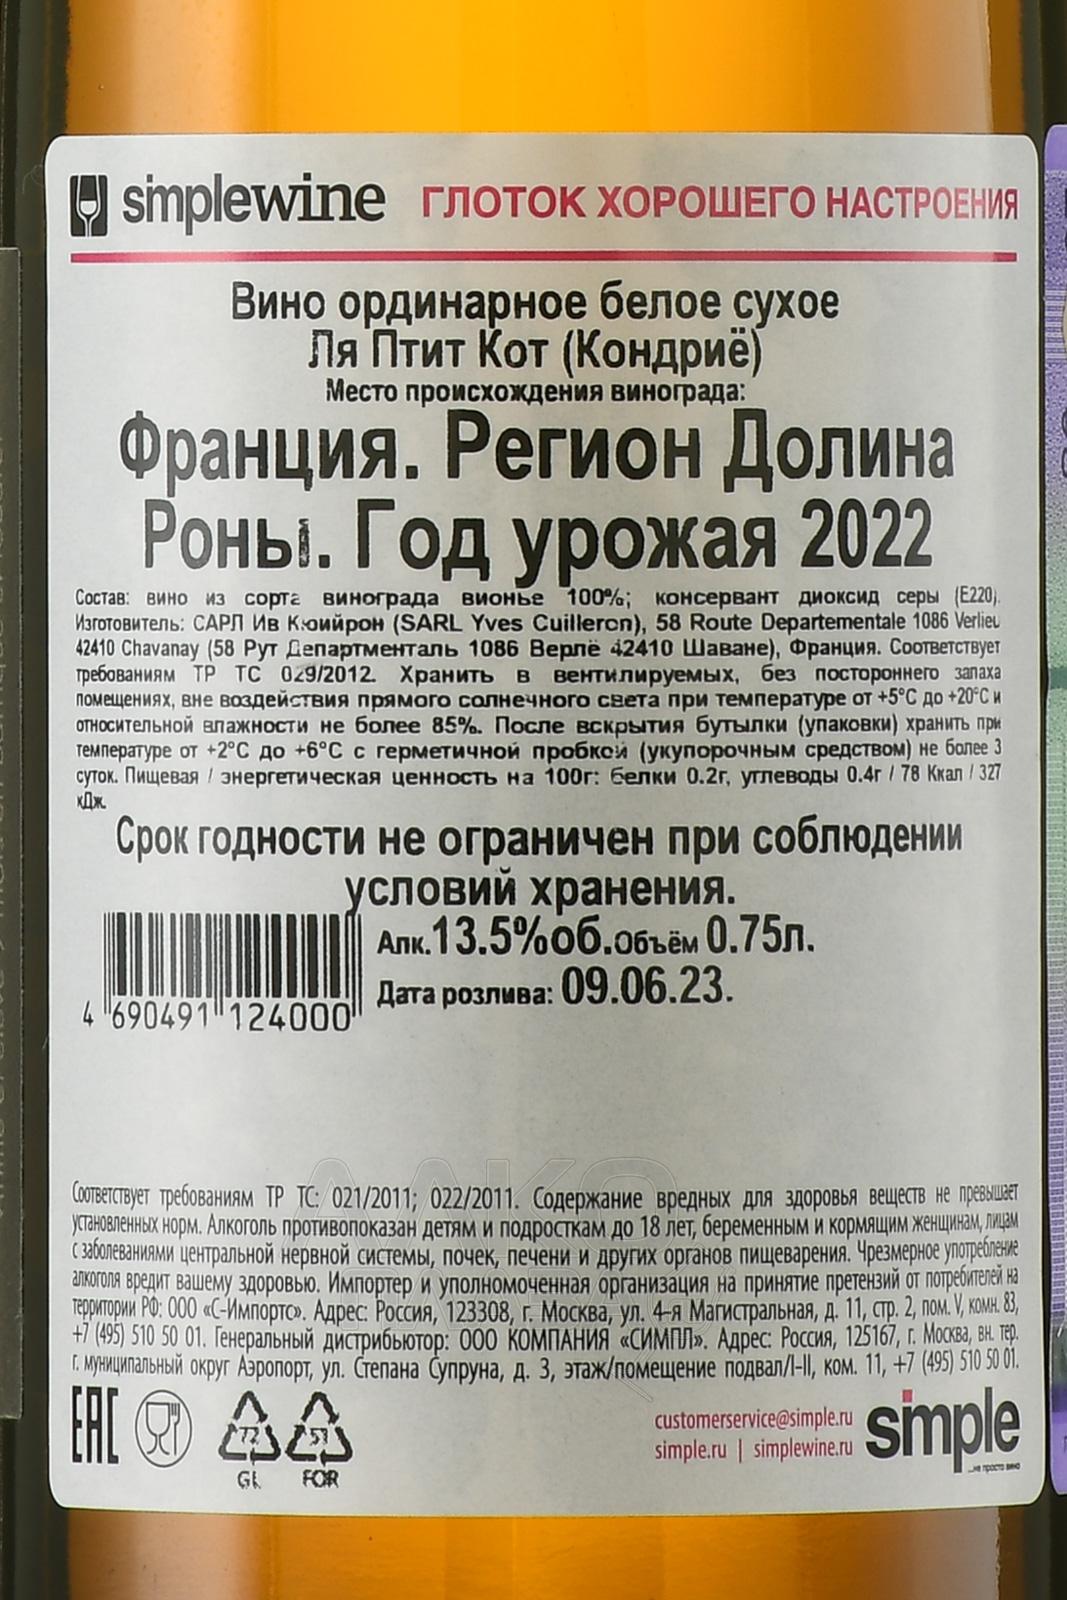 simplewine ГЛОТОК ХОРОШЕГО НАСТРОЕНИЯ
Вино ординарное белое сухое
Ля Птит Кот (Кондриё)
Место происхождения винограда:
Франция. Регион Долина
Роны. Год урожая 2022
Состав: вино из сорта винограда вионье 100%; консервант диоксид серы (Е220).
Изготовитель: САРЛ Ив Кюийрон (SARL Yves Cuilleron), 58 Route Departementale 1086 Verlieu
42410 Chavanay (58 Рут Департменталь 1086 Верлё 42410 Шаване), Франция. Соответствует
требованиям ТР ТС 029/2012. Хранить в вентилируемых, без постороннего запаха
помещениях, вне воздействия прямого солнечного света при температуре от +5°С до +20°С и
относительной влажности не более 85%. После вскрытия бутылки (упаковки) хранить при
температуре от +2°С до +6°С с герметичной пробкой (укупорочным средством) не более 3
суток. Пищевая / энергетическая ценность на 100г: белки 0.2г, углеводы 0.4г / 78 Ккал / 327
кДж.
Срок годности не ограничен при соблюдении
условий хранения.
Алк.13.5%об.Объём 0.75л.
Дата розлива: 09.06.23.
4 690491 124000
Соответствует требованиям ТР ТС: 021/2011; 022/2011. Содержание вредных для здоровья веществ не превышает
установленных норм. Алкоголь противопоказан детям и подросткам до 18 лет, беременным и кормящим женщинам, лицам
с заболеваниями центральной нервной системы, почек, печени и других органов пищеварения. Чрезмерное употребление
алкоголя вредит вашему здоровью. Импортер и уполномоченная организация на принятие претензий от потребителей на
территории РФ: ООО «С-Импортс». Адрес: Россия, 123308, г. Москва, ул. 4-я Магистральная, д. 11, стр. 2, пом. V, комн. 83,
+7 (495) 510 50 01. Генеральный дистрибьютор: ООО КОМПАНИЯ «СИМПЛ». Адрес: Россия, 125167, г. Москва, вн. тер.
г. муниципальный округ Аэропорт, ул. Степана Супруна, д. 3, этаж/помещение подвал/I-II, ком. 11, +7 (495) 510 50 01.
EAC
72
GL
51
FOR
customerservice@simple.ru
simple.ru | simplewine.ru
simple
...не просто вино